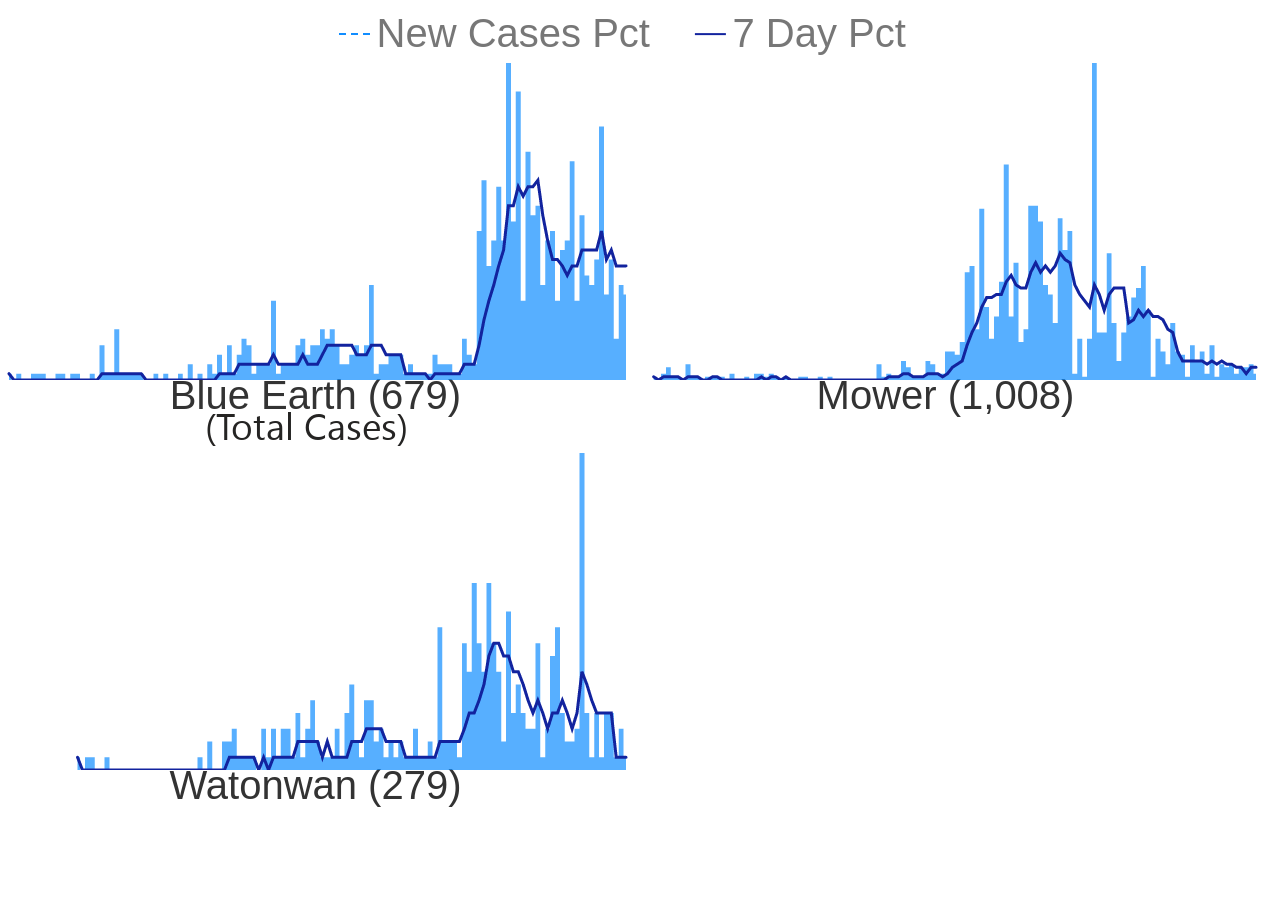 New Cases Pct 7 Day Pct
Blue Earth (679)
(Total Cases)
Mower (1,008)
Watonwan (279)